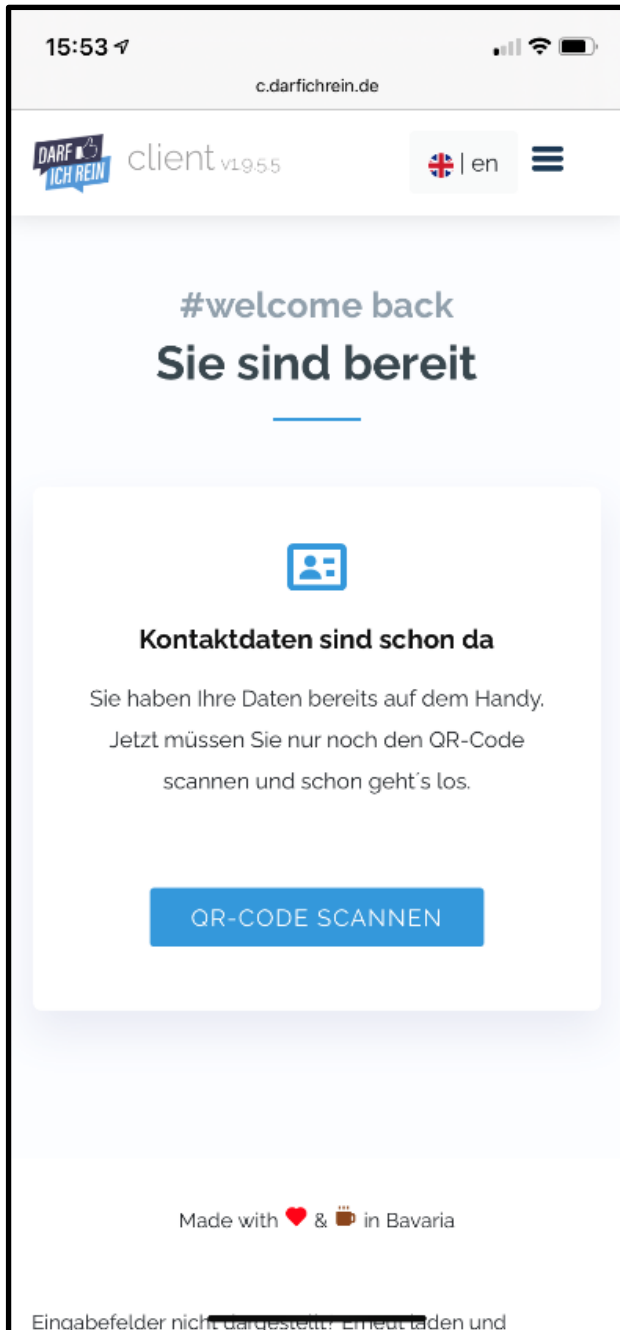 15:53
c.darfichrein.de
DARF
ICH REIN
client v1.9.5.5
| en
#welcome back
Sie sind bereit
Kontaktdaten sind schon da
Sie haben Ihre Daten bereits auf dem Handy.
Jetzt müssen Sie nur noch den QR-Code
scannen und schon geht´s los.
QR-CODE SCANNEN
Made with ❤ & ☕ in Bavaria
Eingabefelder nicht dargestellt? Erneut laden und